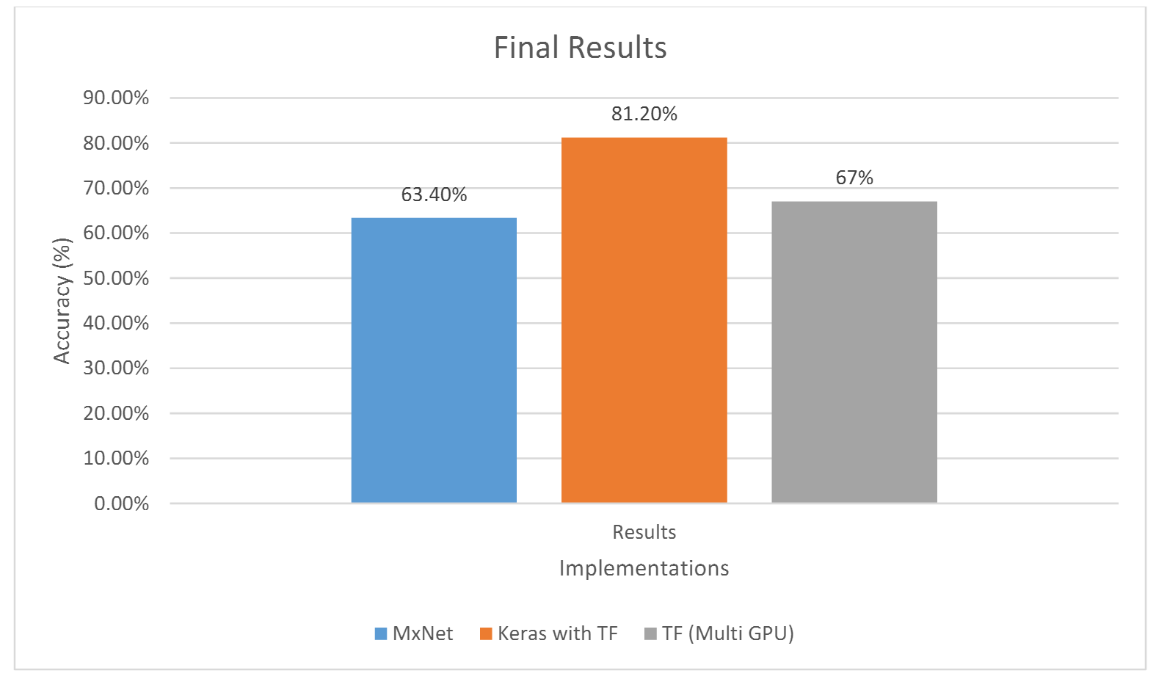 Final Results
90.00%
80.00%
70.00%
60.00%
50.00%
40.00%
30.00%
20.00%
10.00%
0.00%
Accuracy (%)
63.40%
81.20%
67%
Results
Implementations
MxNet Keras with TF TF (Multi GPU)